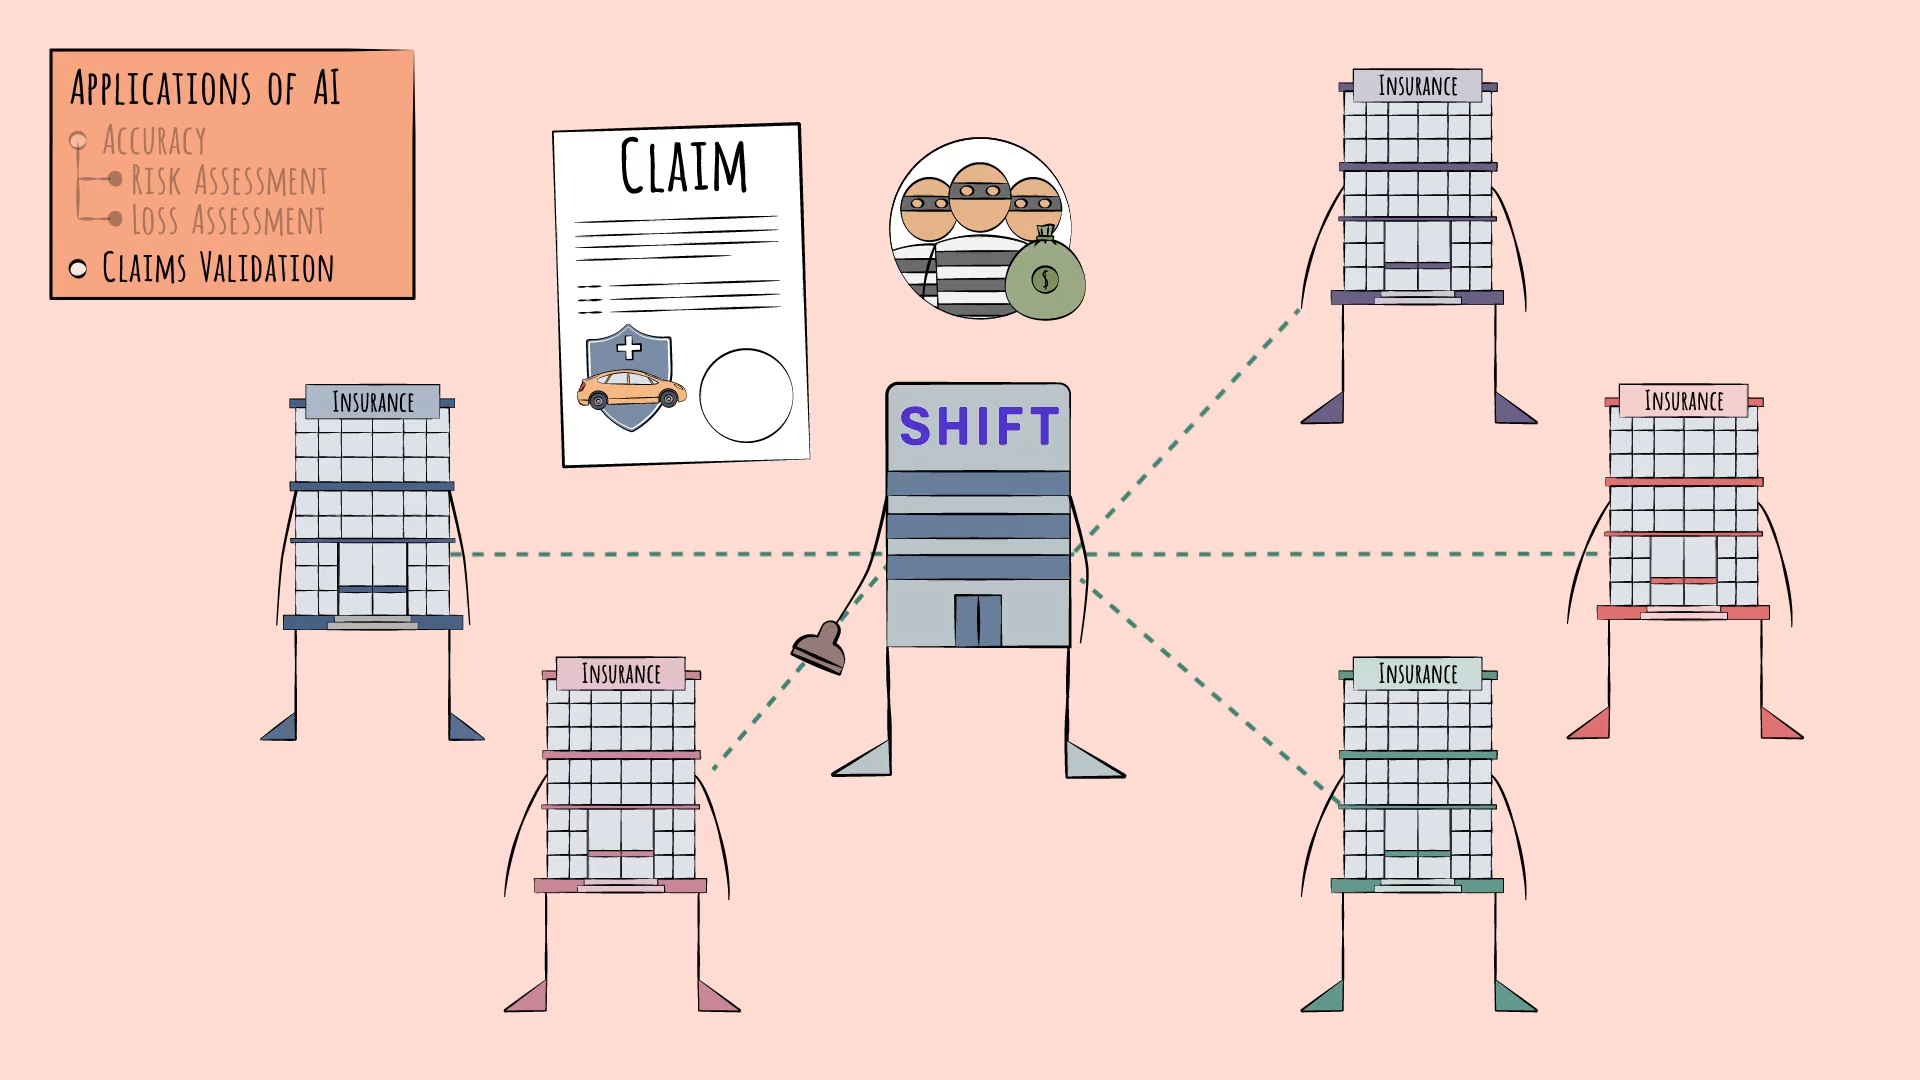 Applications of AI
Accuracy
Risk Assessment
Loss Assessment
Claims Validation
Claim
$
SHIFT
Insurance
Insurance
Insurance
Insurance
Insurance